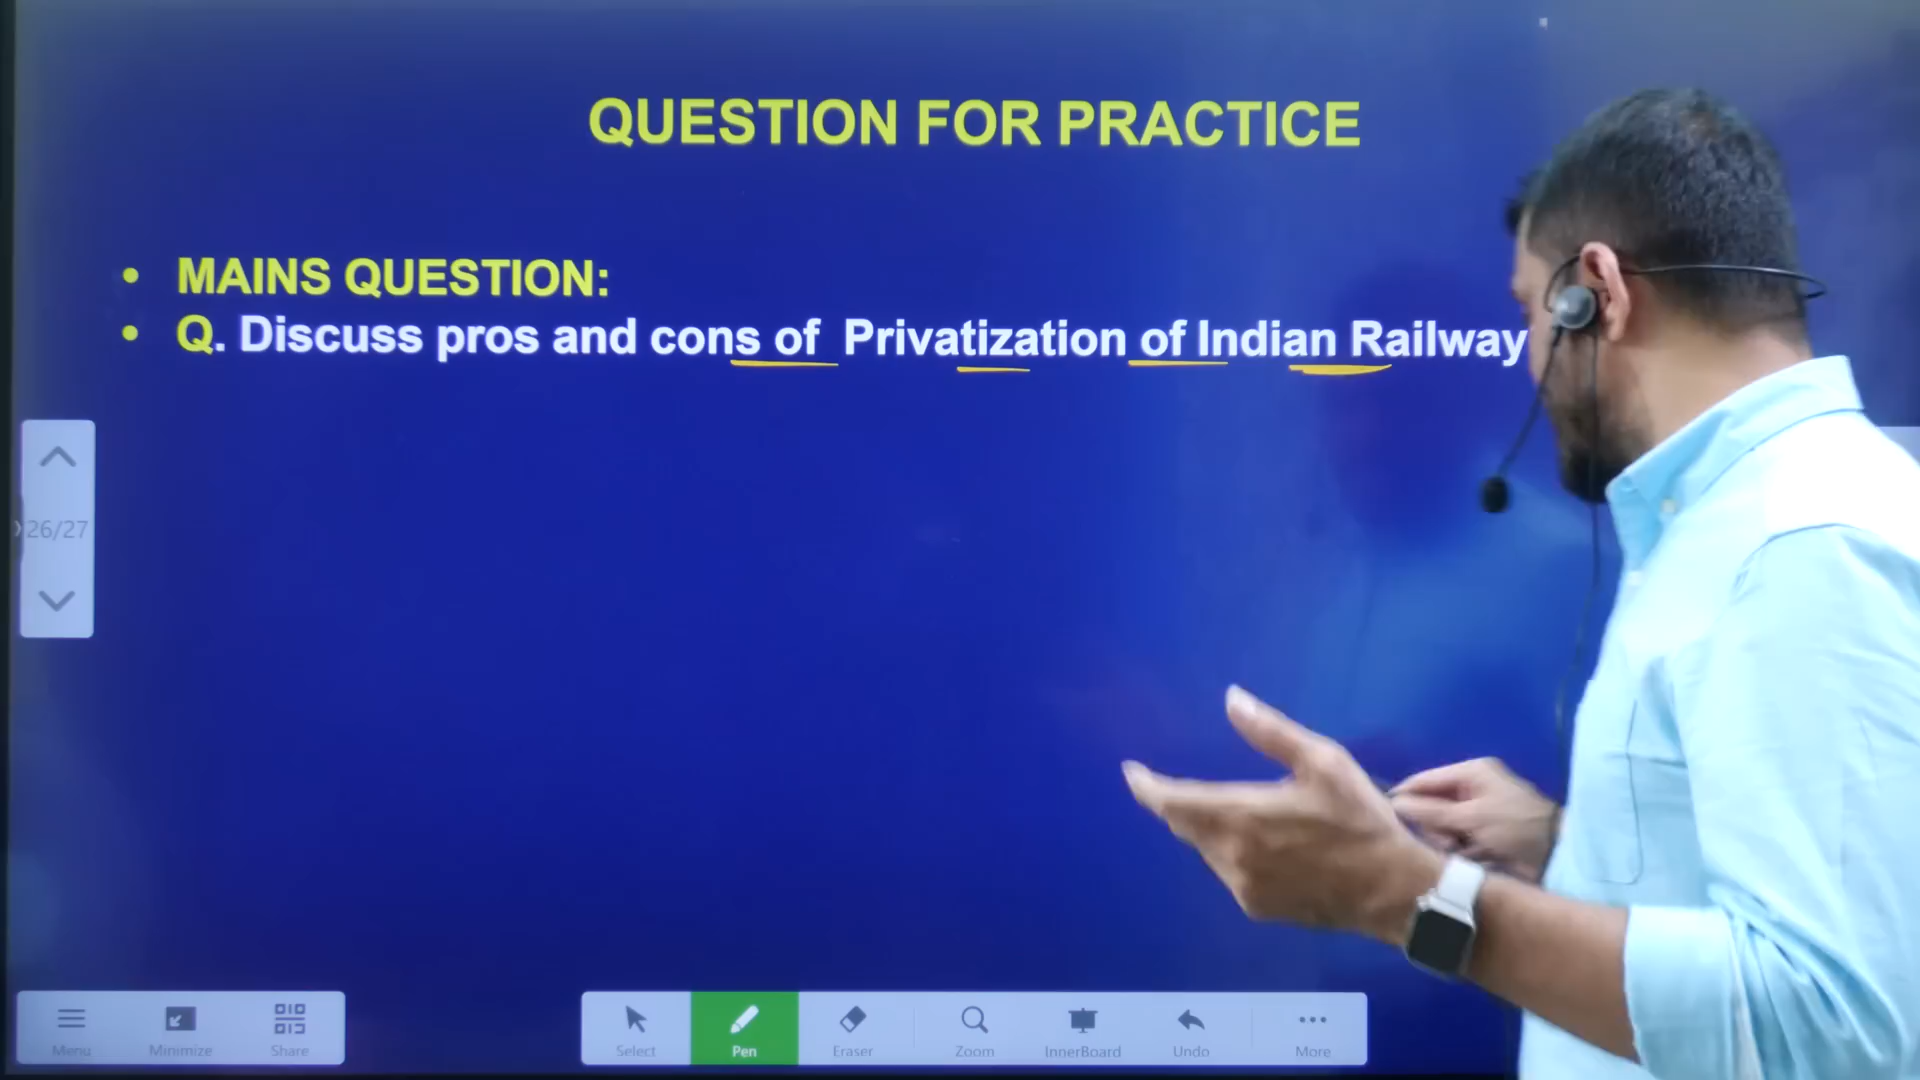 QUESTION FOR PRACTICE
• MAINS QUESTION:
• Q. Discuss pros and cons of Privatization of Indian Railway
26/27
Menu Minimize Share Select Pen Eraser Zoom InnerBoard Undo More